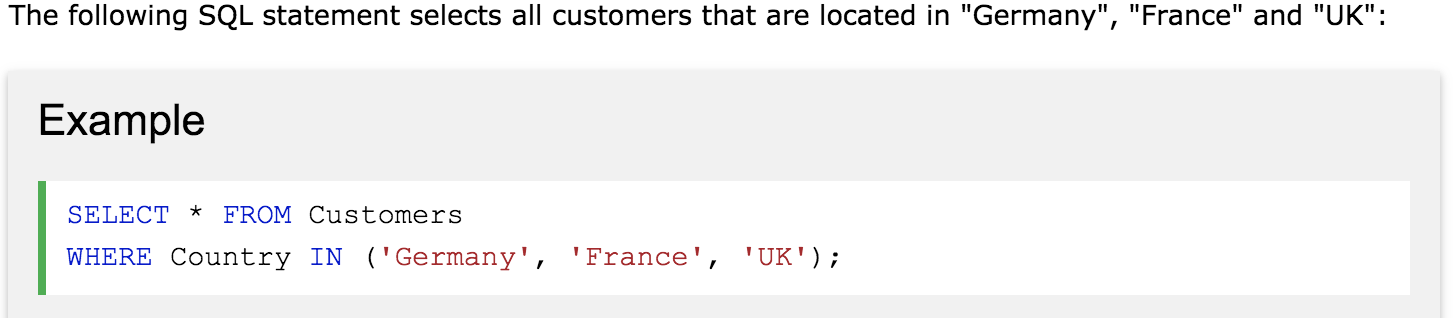 The following SQL statement selects all customers that are located in "Germany", "France" and "UK":
Example
SELECT * FROM Customers
WHERE Country IN ('Germany', 'France', 'UK');